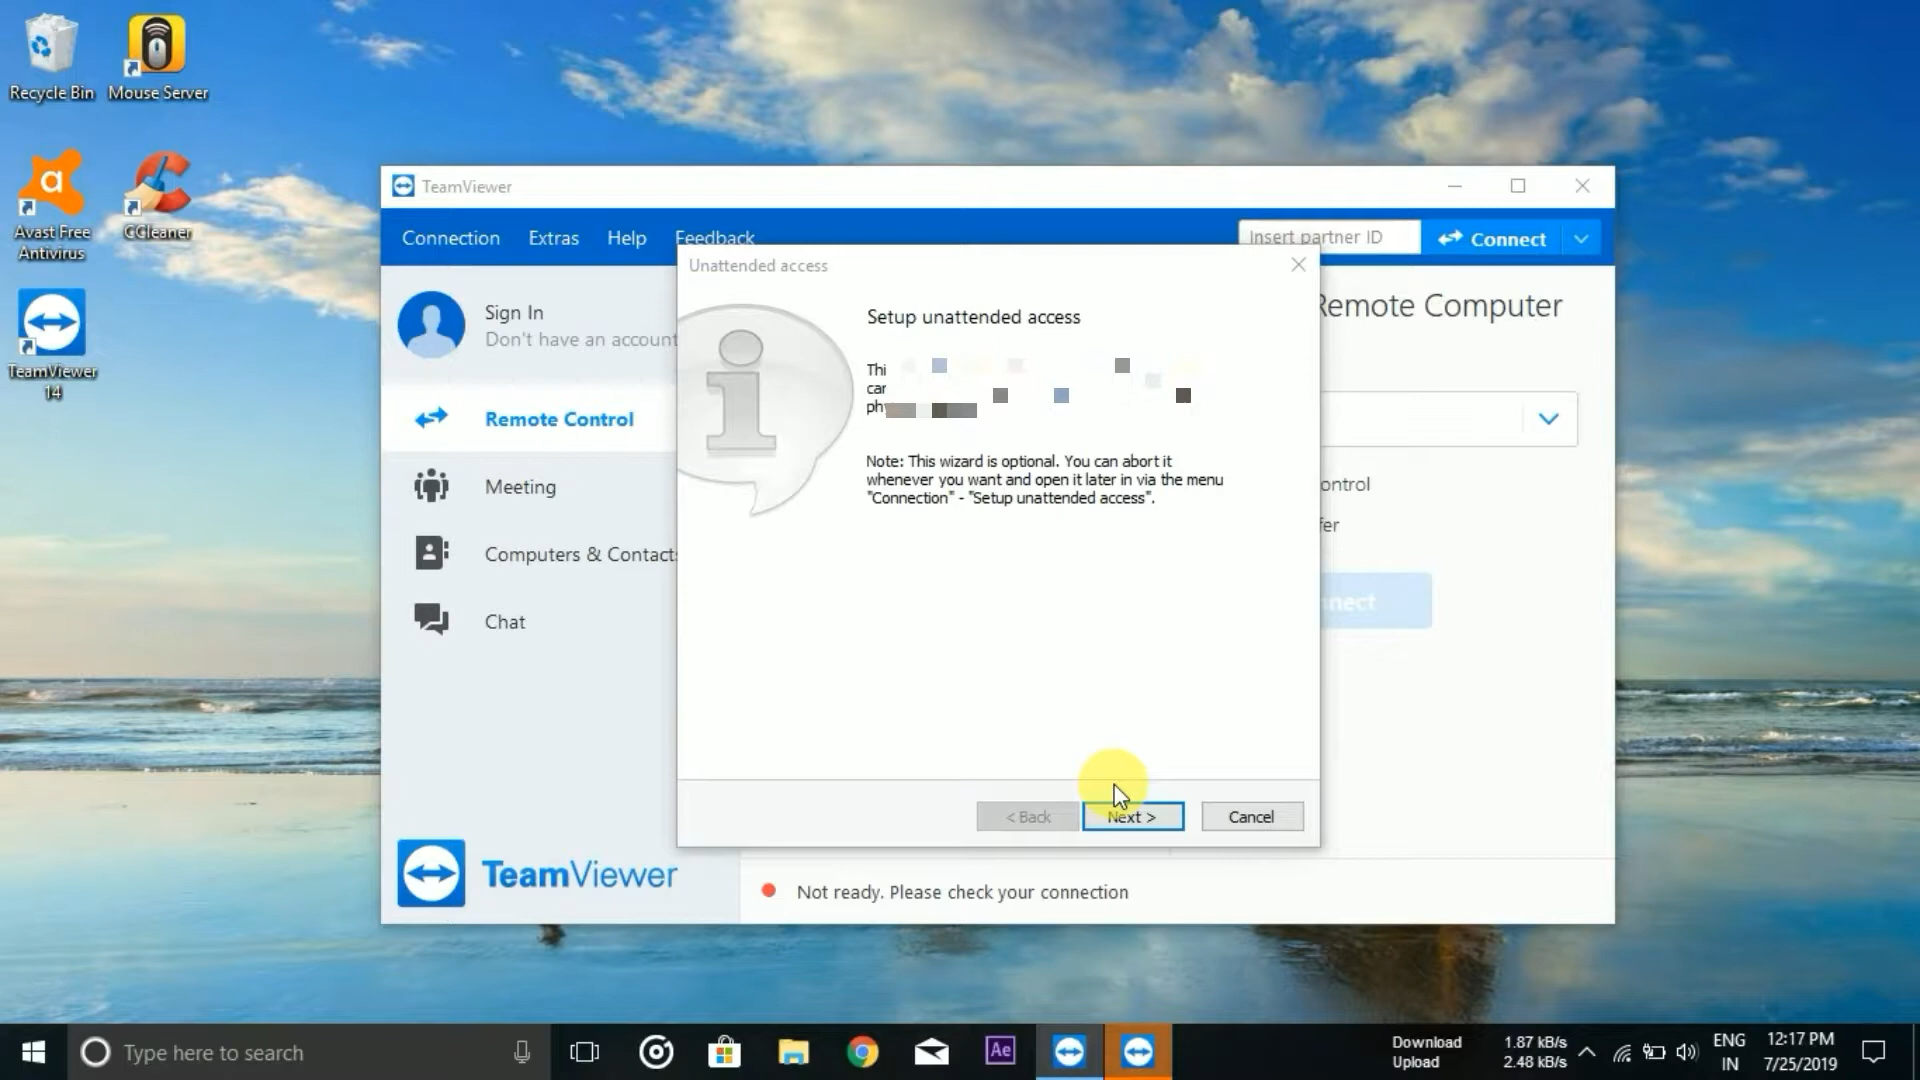 Recycle Bin
Mouse Server
Avast Free
Antivirus
CCleaner
TeamViewer
14
TeamViewer
Connection
Extras
Help
Feedback
Insert partner ID
Connect
Sign In
Don't have an account
Remote Control
Meeting
Computers & Contacts
Chat
TeamViewer
Remote Computer
ontrol
fer
nect
Unattended access
Setup unattended access
Note: This wizard is optional. You can abort it
whenever you want and open it later in via the menu
"Connection" - "Setup unattended access".
< Back
Next >
Cancel
Not ready. Please check your connection
Type here to search
Ae
Download 1.87 kB/s
Upload 2.48 kB/s
ENG
IN
12:17 PM
7/25/2019